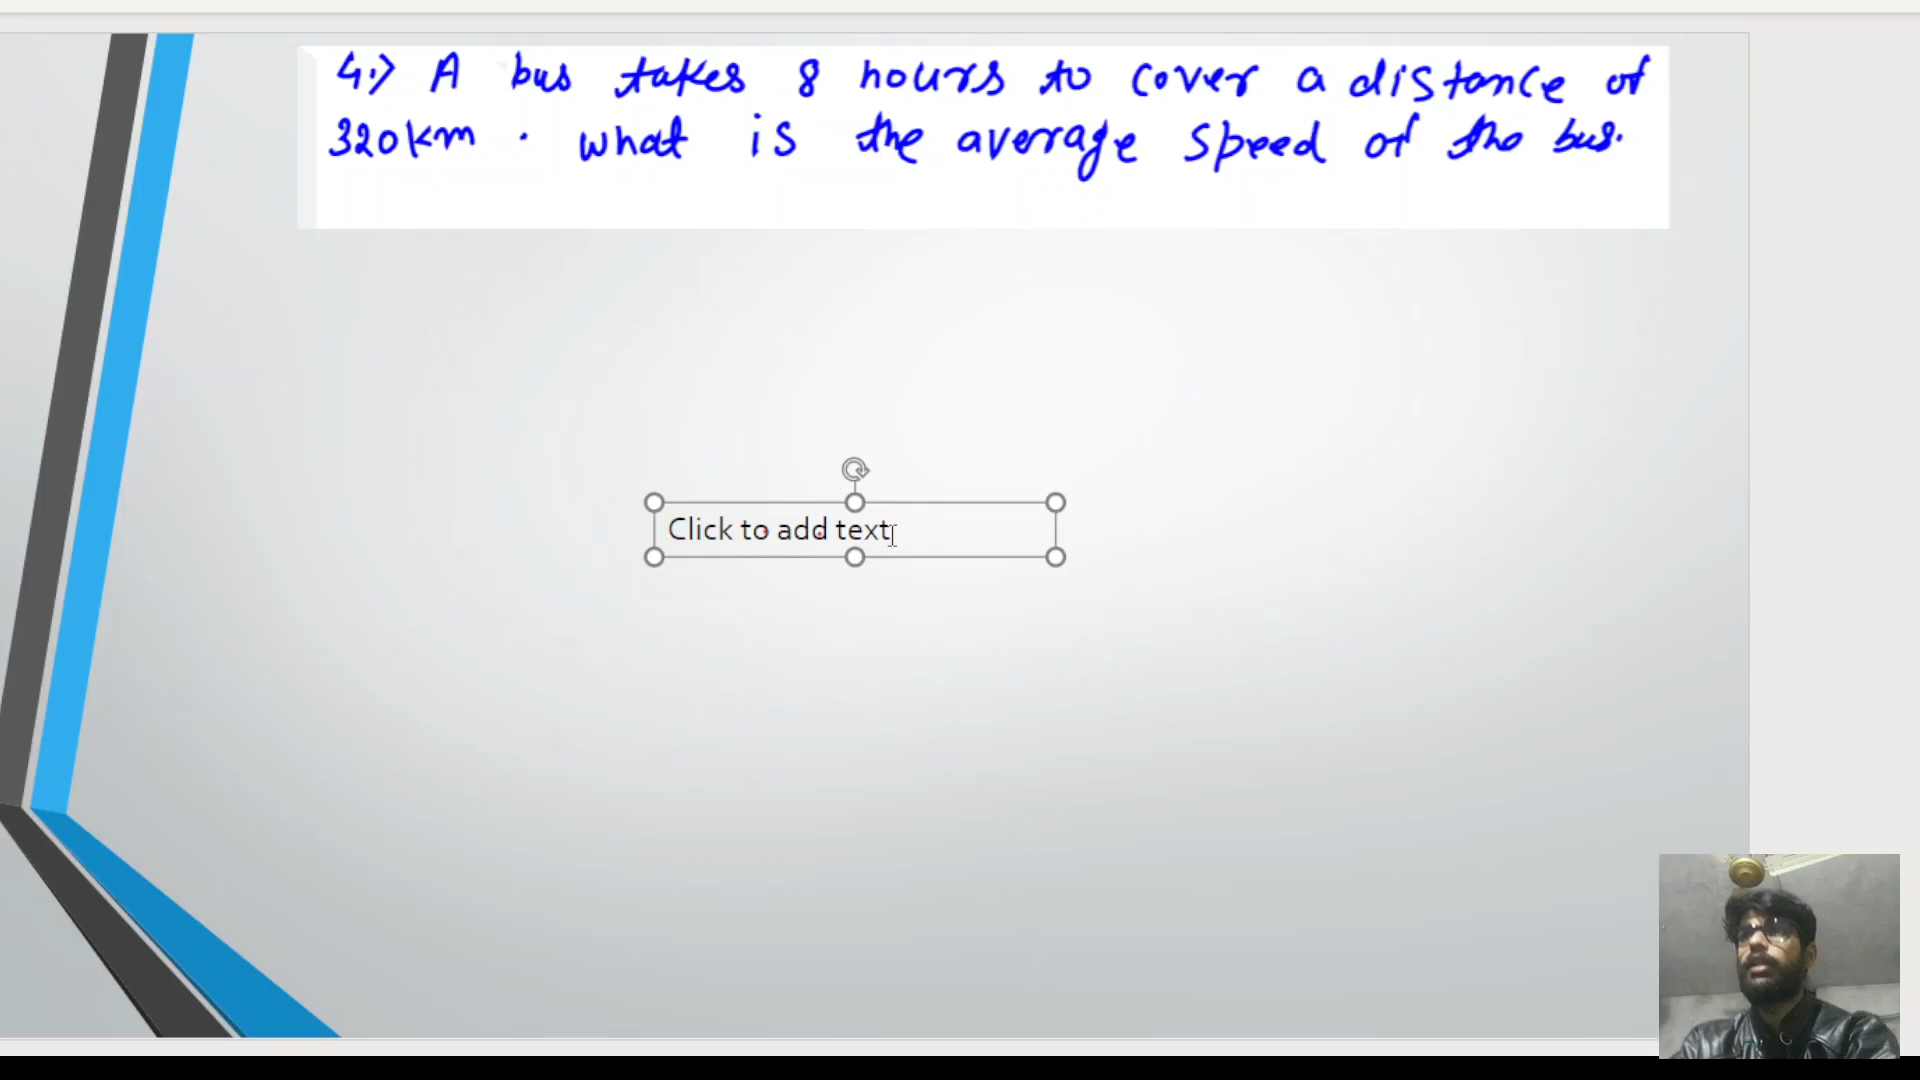 4.) A bus takes 8 hours to cover a distance of
320km. what is the average speed of the bus.
Click to add text